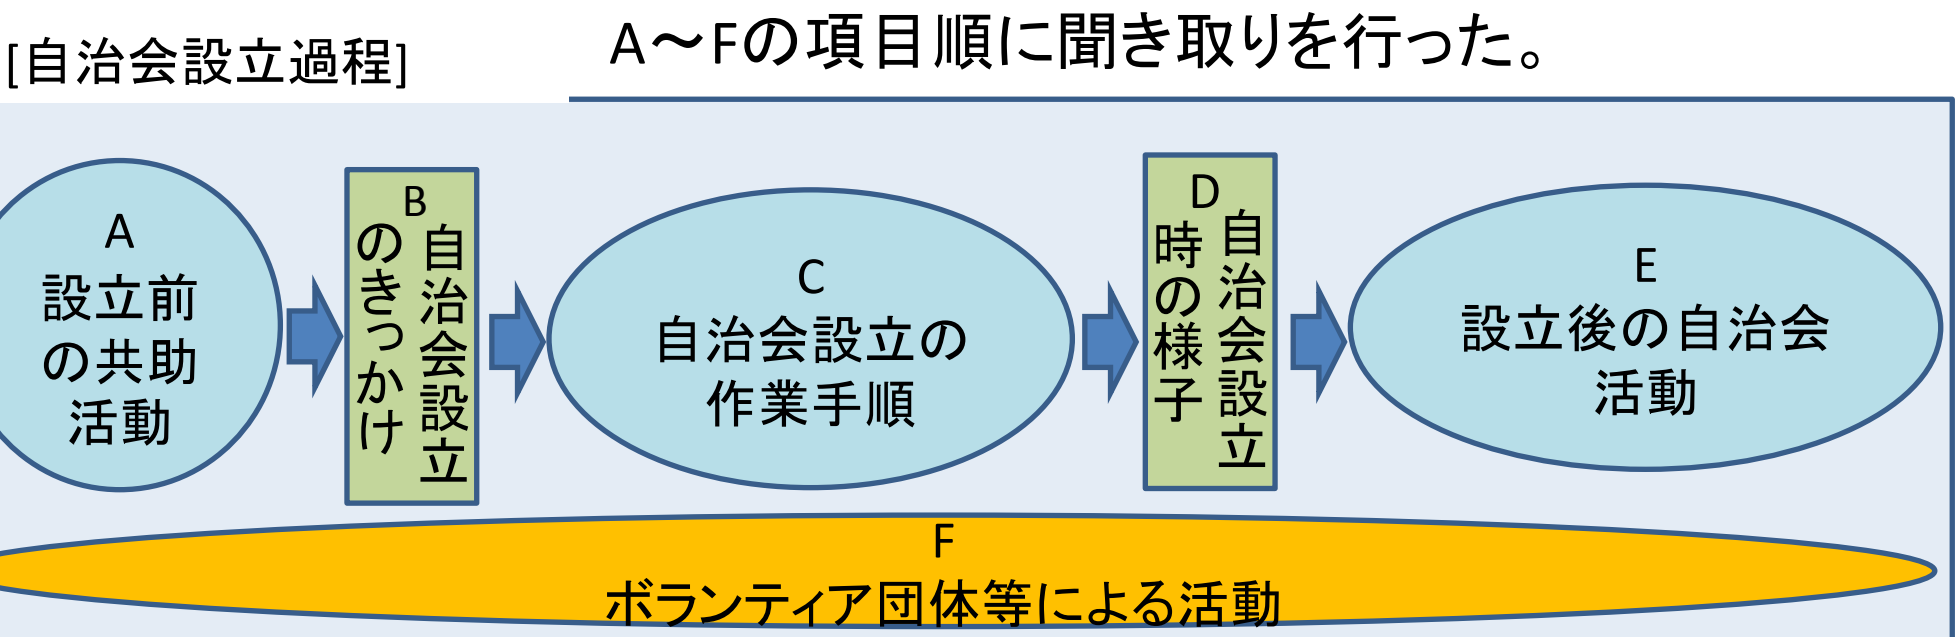 [自治会設立過程]
A～Fの項目順に聞き取りを行った。
A
設立前
の共助
活動
B
自治会設立
のきっかけ
C
自治会設立の
作業手順
D
自治会設立
時の様子
E
設立後の自治会
活動
F
ボランティア団体等による活動